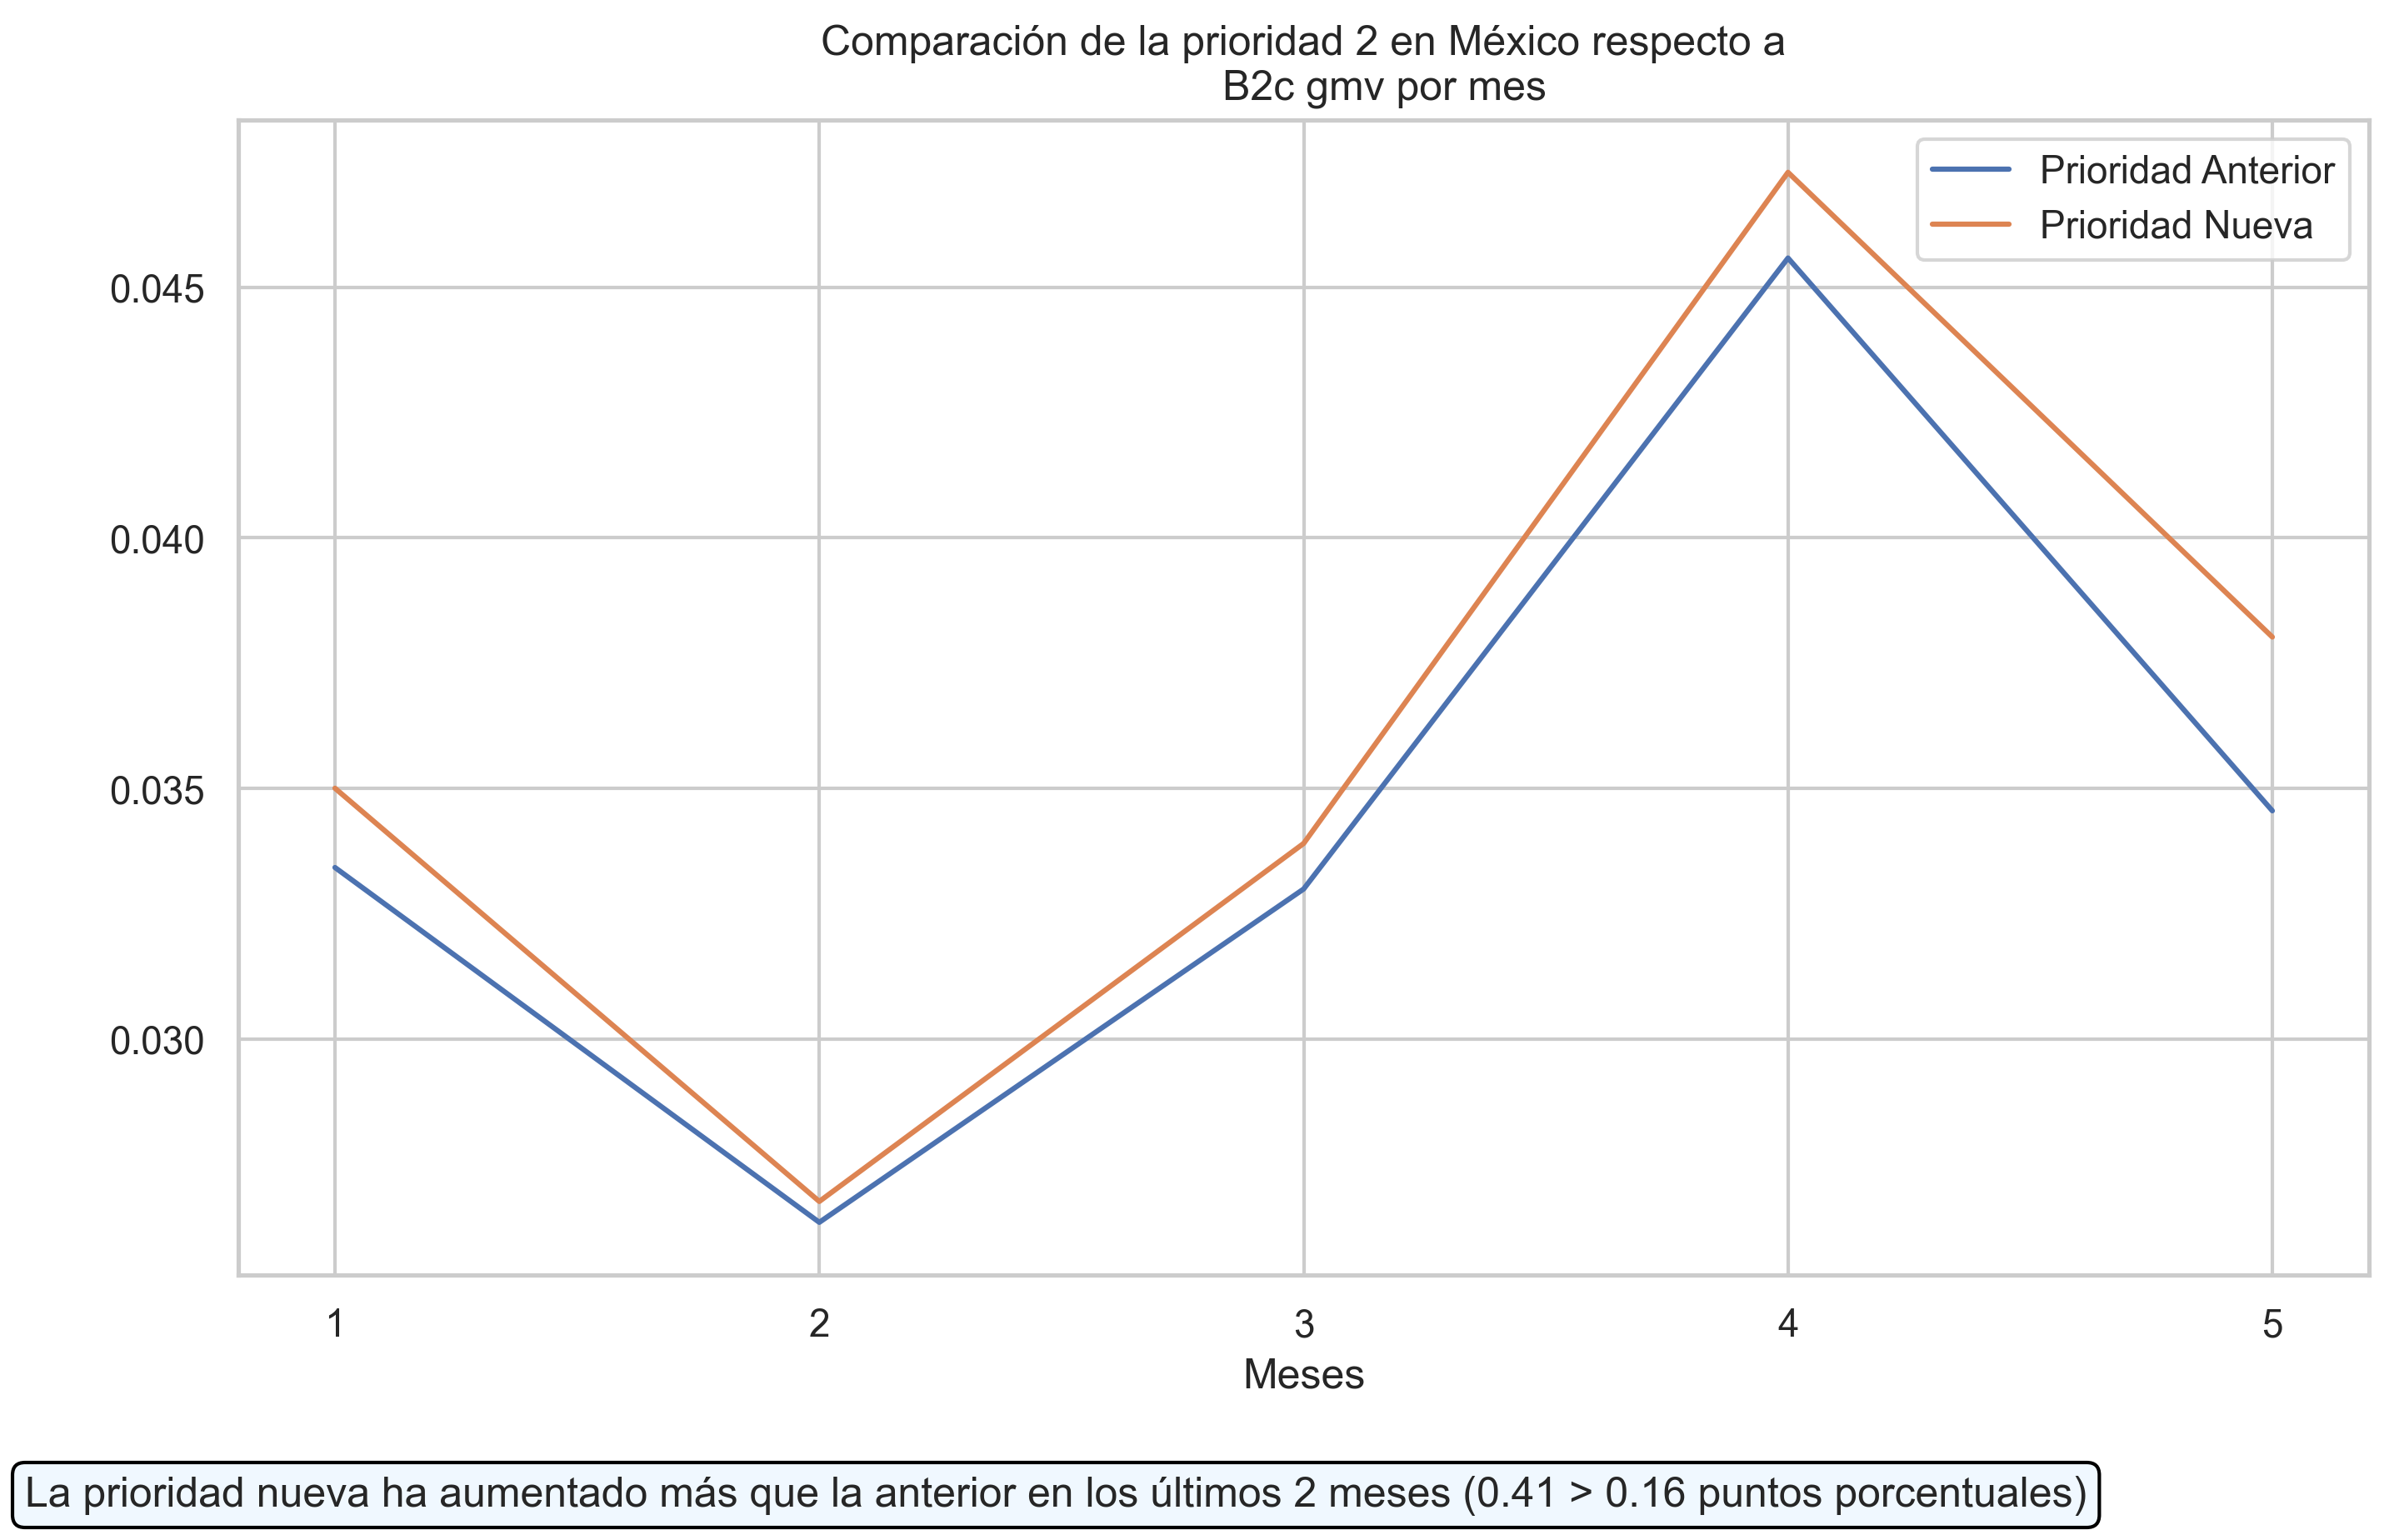 Comparación de la prioridad 2 en México respecto a
B2c gmv por mes
Prioridad Anterior
Prioridad Nueva
0.045
0.040
0.035
0.030
1 2 3 4 5
Meses
La prioridad nueva ha aumentado más que la anterior en los últimos 2 meses (0.41 > 0.16 puntos porcentuales)